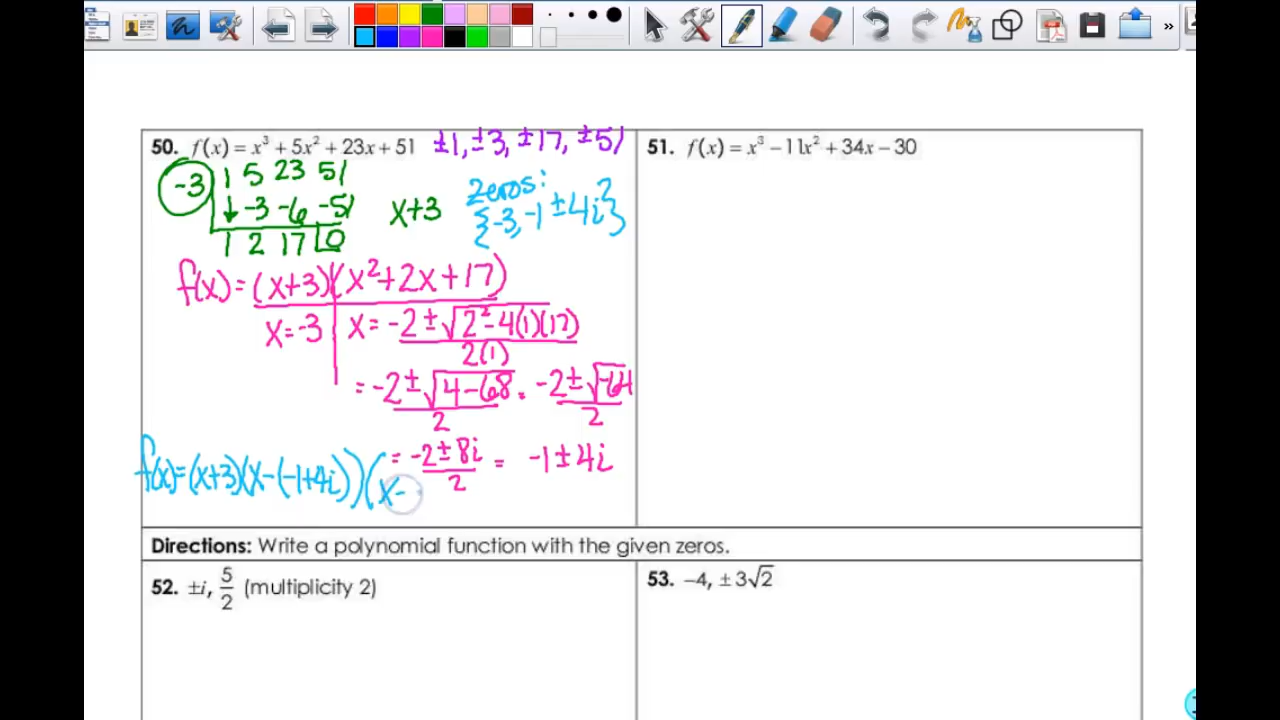 50. f(x) = x³ + 5x² + 23x + 51 ±1, ±3, ±17, ±51
-3 1 5 23 51
-3 -6 -51
1 2 17 0
x+3
zeros:
{-3, -1 ±4i}
f(x) = (x+3)(x²+2x+17)
x=-3 x = -2 ± √2²-4(1)(17)
2(1)
= -2 ± √4-68 = -2 ± √-64
2 2
= -2 ± 8i = -1 ± 4i
2
f(x)=(x+3)(x-(-1+4i))(x-
51. f(x) = x³ − 11x² + 34x − 30
Directions: Write a polynomial function with the given zeros.
52. ±i, 5/2 (multiplicity 2)
53. −4, ±3√2